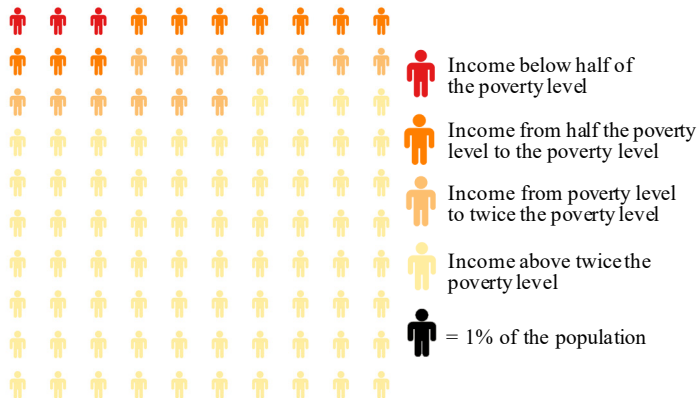 Income below half of
the poverty level
Income from half the poverty
level to the poverty level
Income from poverty level
to twice the poverty level
Income above twice the
poverty level
= 1% of the population